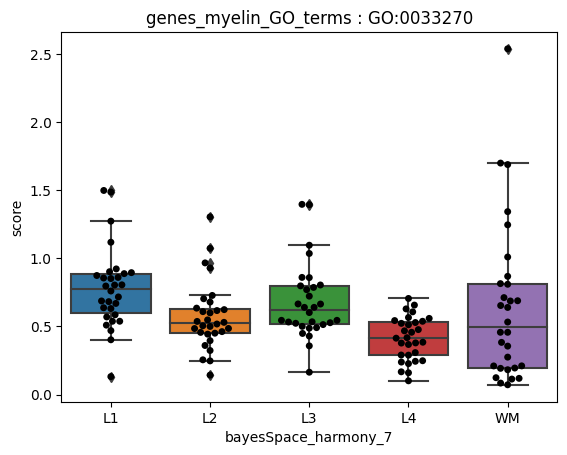 genes_myelin_GO_terms : GO:0033270
2.5
2.0
1.5
1.0
0.5
0.0
score
L1 L2 L3 L4 WM
bayesSpace_harmony_7